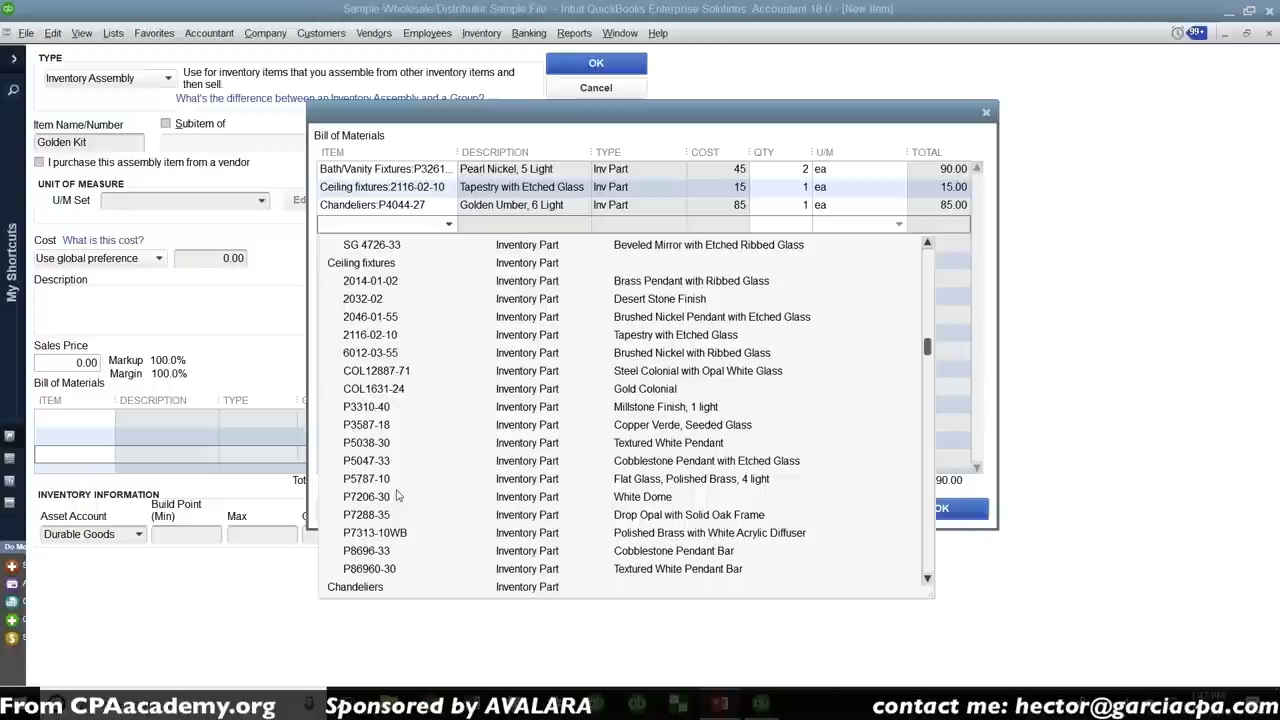 Sample Wholesale/Distributor Sample File - Intuit QuickBooks Enterprise Solutions: Accountant 18.0 - [New Item]
File Edit View Lists Favorites Accountant Company Customers Vendors Employees Inventory Banking Reports Window Help
99+
TYPE
Inventory Assembly
Use for inventory items that you assemble from other inventory items and
then sell.
What's the difference between an Inventory Assembly and a Group?
OK
Cancel
Item Name/Number
Subitem of
Golden Kit
I purchase this assembly item from a vendor
UNIT OF MEASURE
U/M Set
Cost What is this cost?
Use global preference
0.00
Description
Sales Price
0.00
Markup 100.0%
Margin 100.0%
Bill of Materials
ITEM DESCRIPTION TYPE
INVENTORY INFORMATION
Asset Account
Build Point
(Min)
Max
Durable Goods
My Shortcuts
Bill of Materials
ITEM DESCRIPTION TYPE COST QTY U/M TOTAL
Bath/Vanity Fixtures:P3261... Pearl Nickel, 5 Light Inv Part 45 2 ea 90.00
Ceiling fixtures:2116-02-10 Tapestry with Etched Glass Inv Part 15 1 ea 15.00
Chandeliers:P4044-27 Golden Umber, 6 Light Inv Part 85 1 ea 85.00
SG 4726-33 Inventory Part Beveled Mirror with Etched Ribbed Glass
Ceiling fixtures Inventory Part
2014-01-02 Inventory Part Brass Pendant with Ribbed Glass
2032-02 Inventory Part Desert Stone Finish
2046-01-55 Inventory Part Brushed Nickel Pendant with Etched Glass
2116-02-10 Inventory Part Tapestry with Etched Glass
6012-03-55 Inventory Part Brushed Nickel with Ribbed Glass
COL12887-71 Inventory Part Steel Colonial with Opal White Glass
COL1631-24 Inventory Part Gold Colonial
P3310-40 Inventory Part Millstone Finish, 1 light
P3587-18 Inventory Part Copper Verde, Seeded Glass
P5038-30 Inventory Part Textured White Pendant
P5047-33 Inventory Part Cobblestone Pendant with Etched Glass
P5787-10 Inventory Part Flat Glass, Polished Brass, 4 light
P7206-30 Inventory Part White Dome
P7288-35 Inventory Part Drop Opal with Solid Oak Frame
P7313-10WB Inventory Part Polished Brass with White Acrylic Diffuser
P8696-33 Inventory Part Cobblestone Pendant Bar
P86960-30 Inventory Part Textured White Pendant Bar
Chandeliers Inventory Part
90.00
OK
From CPAacademy.org Sponsored by AVALARA contact me: hector@garciacpa.com